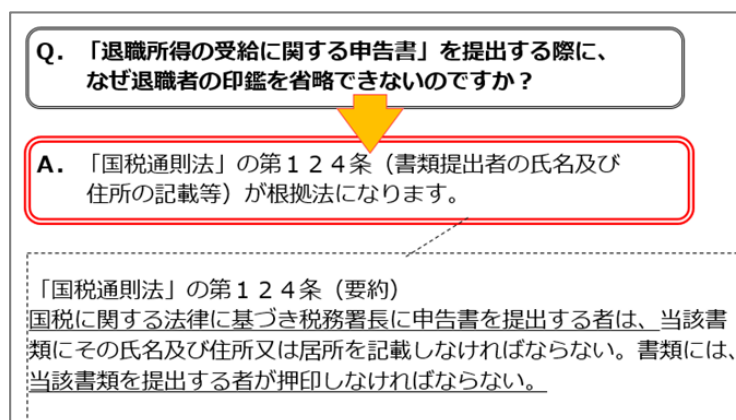 Q. 「退職所得の受給に関する申告書」を提出する際に、
なぜ退職者の印鑑を省略できないのですか？
A. 「国税通則法」の第１２４条（書類提出者の氏名及び
住所の記載等）が根拠法になります。
「国税通則法」の第１２４条（要約）
国税に関する法律に基づき税務署長に申告書を提出する者は、当該書
類にその氏名及び住所又は居所を記載しなければならない。書類には、
当該書類を提出する者が押印しなければならない。